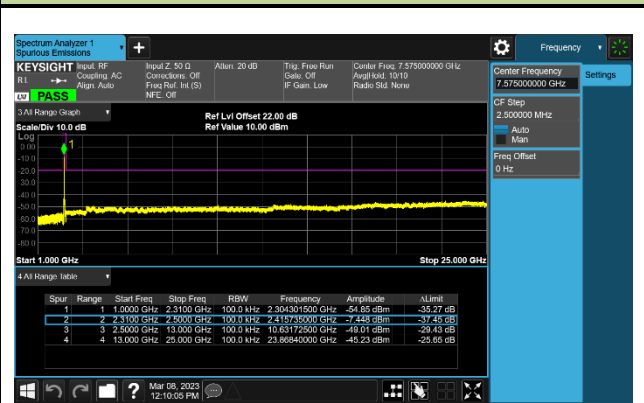 Spectrum Analyzer 1
Spurious Emissions
+
Frequency
KEYSIGHT Input: RF Input Z: 50 Ω Atten: 20 dB Trig: Free Run Center Freq: 7.575000000 GHz
RL Coupling: AC Corrections: Off Gate: Off Avg|Hold: 10/10
Align: Auto Freq Ref: Int (S) IF Gain: Low Radio Std: None
NFE: Off
LW PASS
Center Frequency
7.575000000 GHz
Settings
CF Step
2.500000 MHz
Auto
Man
Freq Offset
0 Hz
3 All Range Graph
Ref Lvl Offset 22.00 dB
Scale/Div 10.0 dB Ref Value 10.00 dBm
Log
1
0.00
-10.0
-20.0
-30.0
-40.0
-50.0
-60.0
-70.0
-80.0
Start 1.000 GHz Stop 25.000 GHz
4 All Range Table
Spur Range Start Freq Stop Freq RBW Frequency Amplitude ΔLimit
1 1 1.0000 GHz 2.3100 GHz 100.0 kHz 2.304301500 GHz -54.85 dBm -35.27 dB
2 2 2.3100 GHz 2.5000 GHz 100.0 kHz 2.415735000 GHz -7.448 dBm -37.45 dB
3 3 2.5000 GHz 13.000 GHz 100.0 kHz 10.63172500 GHz -49.01 dBm -29.43 dB
4 4 13.000 GHz 25.000 GHz 100.0 kHz 23.86840000 GHz -45.23 dBm -25.65 dB
?
Mar 08, 2023
12:10:05 PM